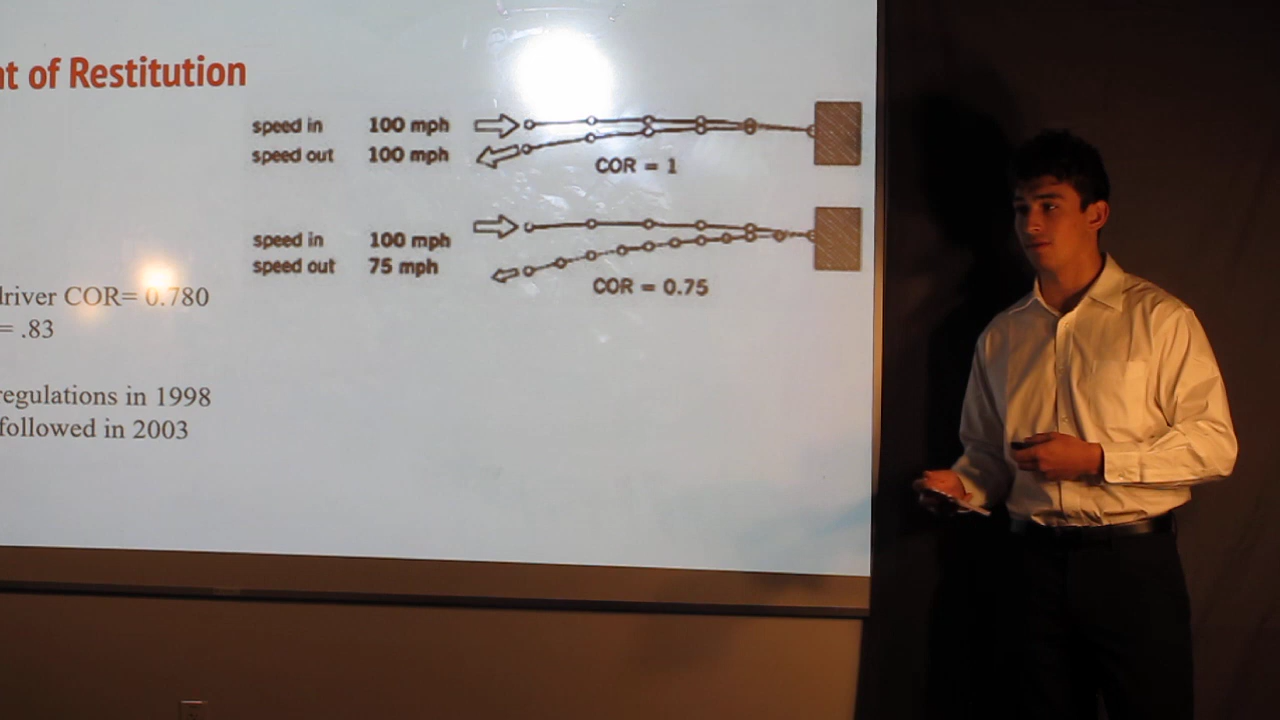 nt of Restitution
speed in 100 mph
speed out 100 mph
COR = 1
speed in 100 mph
speed out 75 mph
COR = 0.75
driver COR= 0.780
= .83
regulations in 1998
followed in 2003